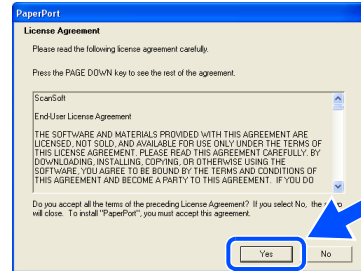 PaperPort
License Agreement
Please read the following license agreement carefully.
Press the PAGE DOWN key to see the rest of the agreement.
ScanSoft
End-User License Agreement
THE SOFTWARE AND MATERIALS PROVIDED WITH THIS AGREEMENT ARE
LICENSED, NOT SOLD, AND AVAILABLE FOR USE ONLY UNDER THE TERMS OF
THIS LICENSE AGREEMENT. PLEASE READ THIS AGREEMENT CAREFULLY. BY
DOWNLOADING, INSTALLING, COPYING, OR OTHERWISE USING THE
SOFTWARE, YOU AGREE TO BE BOUND BY THE TERMS AND CONDITIONS OF
THIS AGREEMENT AND BECOME A PARTY TO THIS AGREEMENT. IF YOU DO
Do you accept all the terms of the preceding License Agreement? If you select No, the
will close. To install "PaperPort", you must accept this agreement.
Yes No